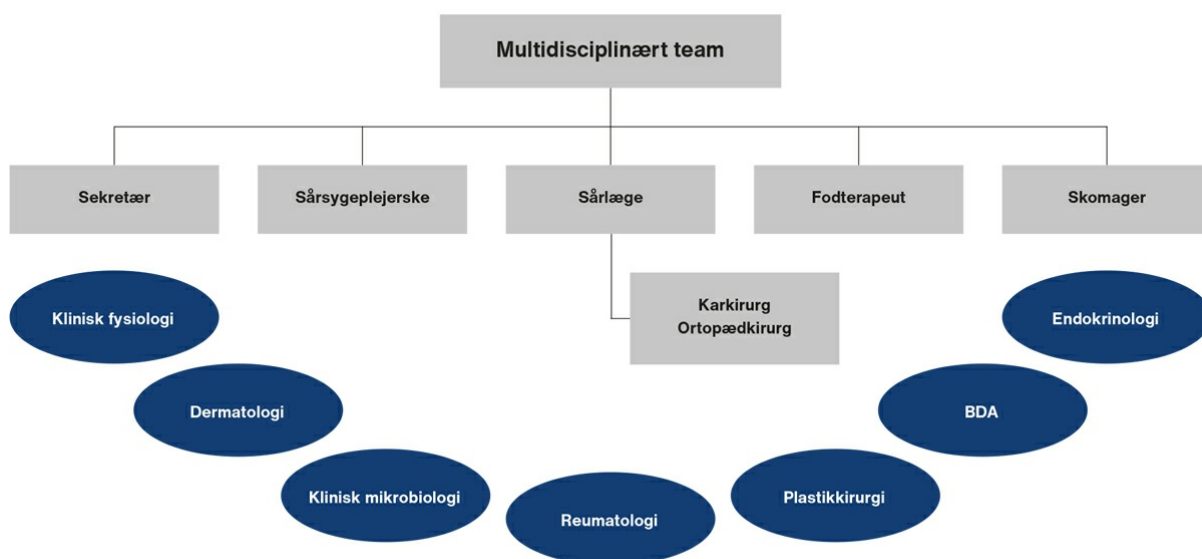 Multidisciplinært team
Sekretær
Sårsygeplejerske
Sårlæge
Fodterapeut
Skomager
Karkirurg
Ortopædkirurg
Klinisk fysiologi
Endokrinologi
Dermatologi
BDA
Klinisk mikrobiologi
Reumatologi
Plastikkirurgi